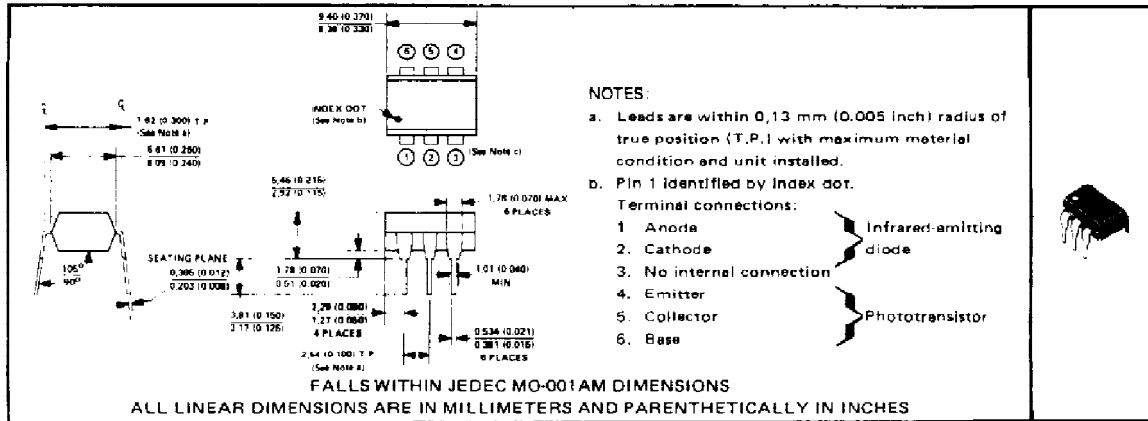 9,40 (0.370)
8,38 (0.330)
6 5 4
INDEX DOT
(See Note b)
(See Note c)
1 2 3
℄ ℄
7,62 (0.300) T.P.
(See Note a)
6,61 (0.260)
6,09 (0.240)
5,46 (0.215)
2,92 (0.115)
1,78 (0.070) MAX
6 PLACES
105°
90°
SEATING PLANE
0,305 (0.012)
0,203 (0.008)
1,78 (0.070)
0,51 (0.020)
1,01 (0.040)
MIN
3,81 (0.150)
3,17 (0.125)
1,27 (0.050)
4 PLACES
0,534 (0.021)
0,381 (0.015)
6 PLACES
2,54 (0.100) T.P.
(See Note a)
NOTES:
a. Leads are within 0,13 mm (0.005 inch) radius of
true position (T.P.) with maximum material
condition and unit installed.
b. Pin 1 identified by index dot.
Terminal connections:
1 Anode
2. Cathode
Infrared-emitting
diode
3. No internal connection
4. Emitter
5. Collector
6. Base
Phototransistor
FALLS WITHIN JEDEC MO-001AM DIMENSIONS
ALL LINEAR DIMENSIONS ARE IN MILLIMETERS AND PARENTHETICALLY IN INCHES